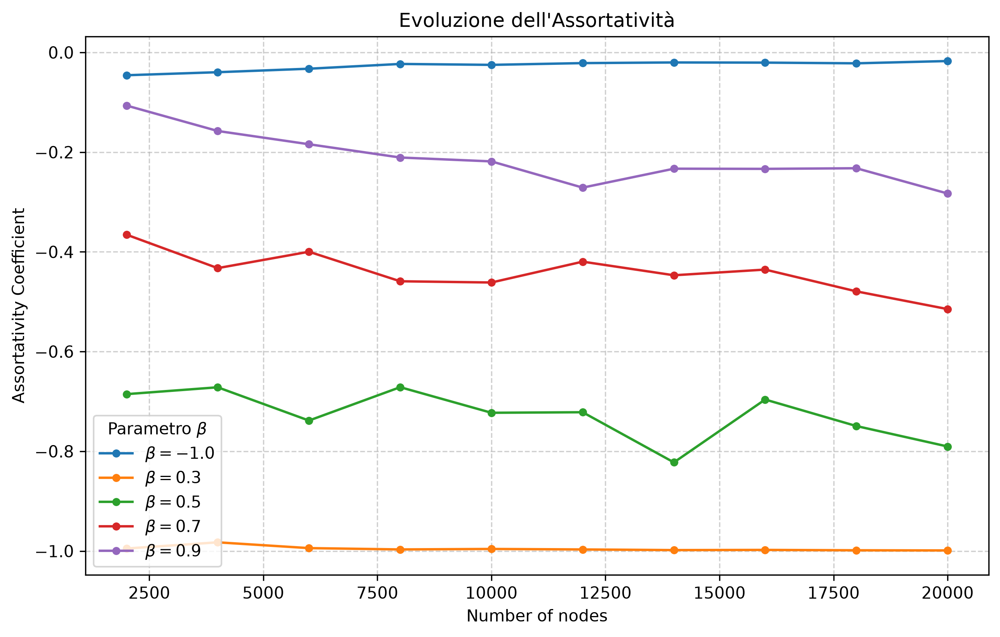 Evoluzione dell'Assortatività
Assortativity Coefficient
0.0
−0.2
−0.4
−0.6
−0.8
−1.0
Parametro β
β = −1.0
β = 0.3
β = 0.5
β = 0.7
β = 0.9
2500 5000 7500 10000 12500 15000 17500 20000
Number of nodes